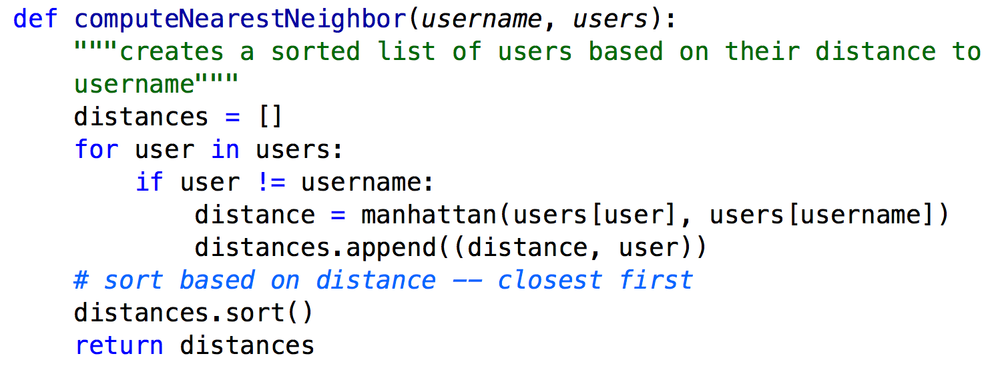 def computeNearestNeighbor(username, users):
    """creates a sorted list of users based on their distance to
    username"""
    distances = []
    for user in users:
        if user != username:
            distance = manhattan(users[user], users[username])
            distances.append((distance, user))
    # sort based on distance -- closest first
    distances.sort()
    return distances